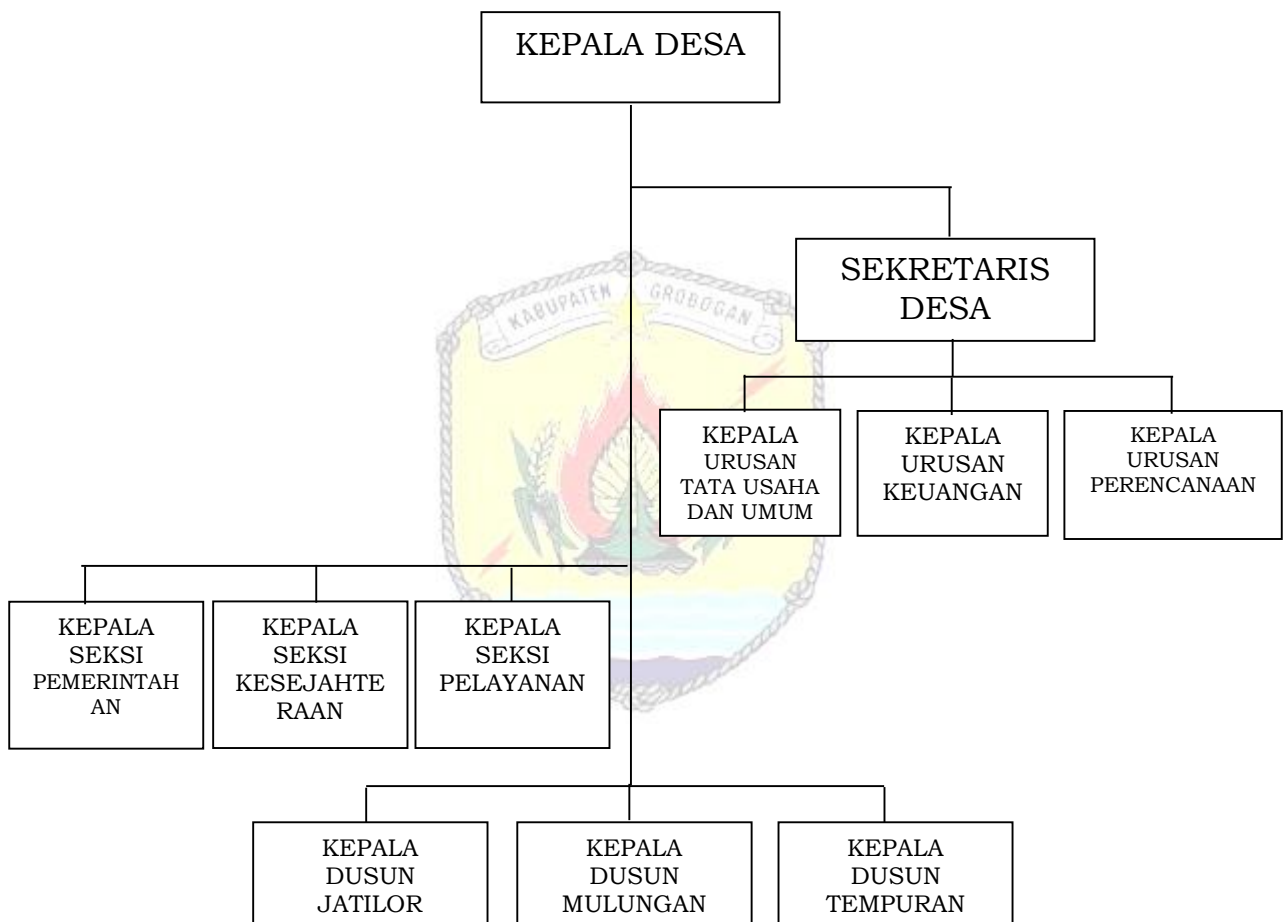 KEPALA DESA
SEKRETARIS
DESA
KABUPATEN GROBOGAN
KEPALA
URUSAN
TATA USAHA
DAN UMUM
KEPALA
URUSAN
KEUANGAN
KEPALA
URUSAN
PERENCANAAN
KEPALA
SEKSI
PEMERINTAH
AN
KEPALA
SEKSI
KESEJAHTE
RAAN
KEPALA
SEKSI
PELAYANAN
KEPALA
DUSUN
JATILOR
KEPALA
DUSUN
MULUNGAN
KEPALA
DUSUN
TEMPURAN